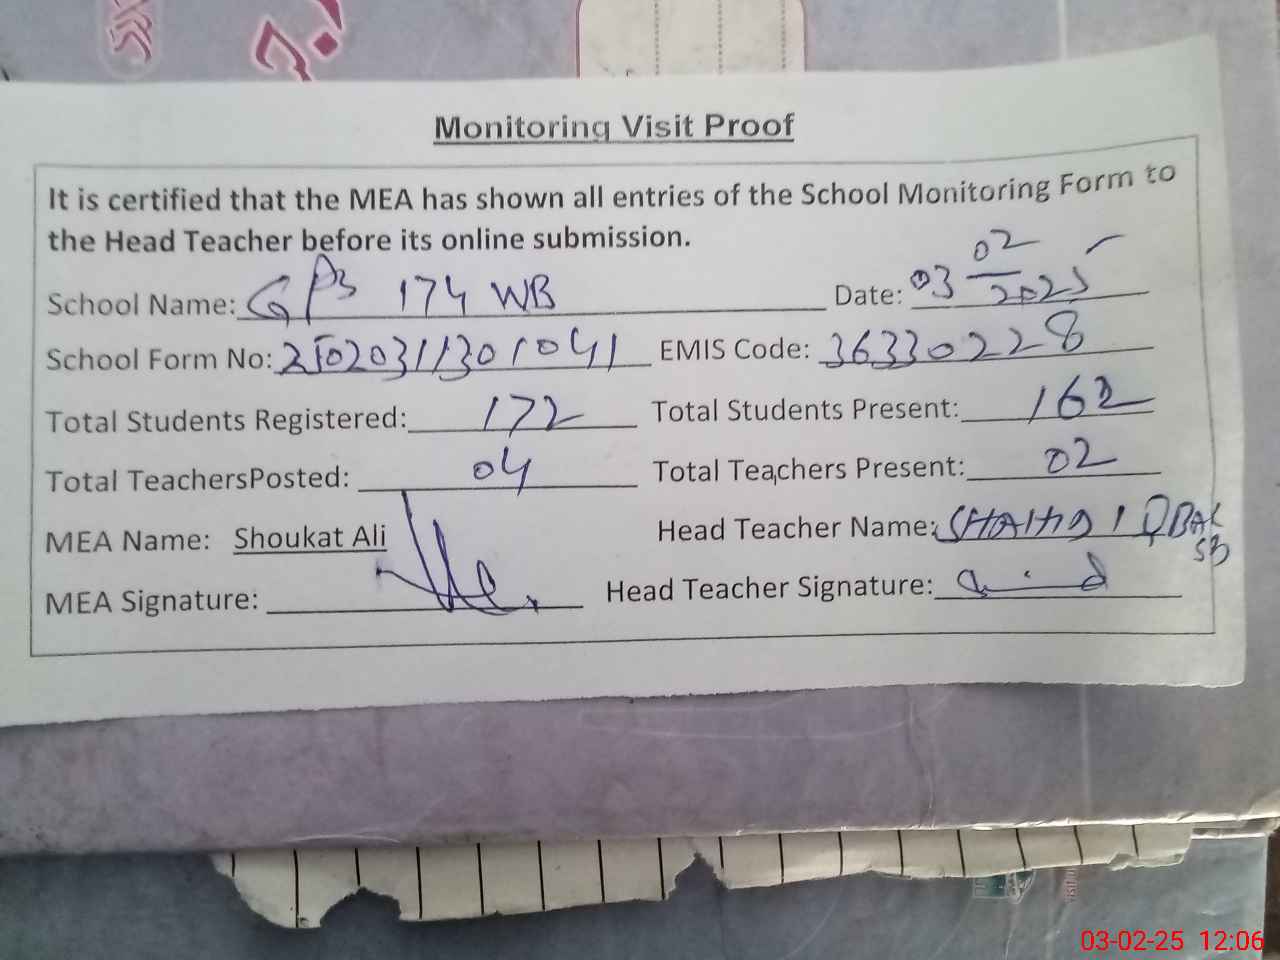 Monitoring Visit Proof
It is certified that the MEA has shown all entries of the School Monitoring Form to
the Head Teacher before its online submission.
School Name: GPS 174 WB Date: 03 02 2025
School Form No: 2502031301041 EMIS Code: 36330228
Total Students Registered: 172 Total Students Present: 162
Total TeachersPosted: 04 Total Teachers Present: 02
MEA Name: Shoukat Ali Head Teacher Name: SHAHID IQBAL
MEA Signature: Head Teacher Signature:
03-02-25 12:06